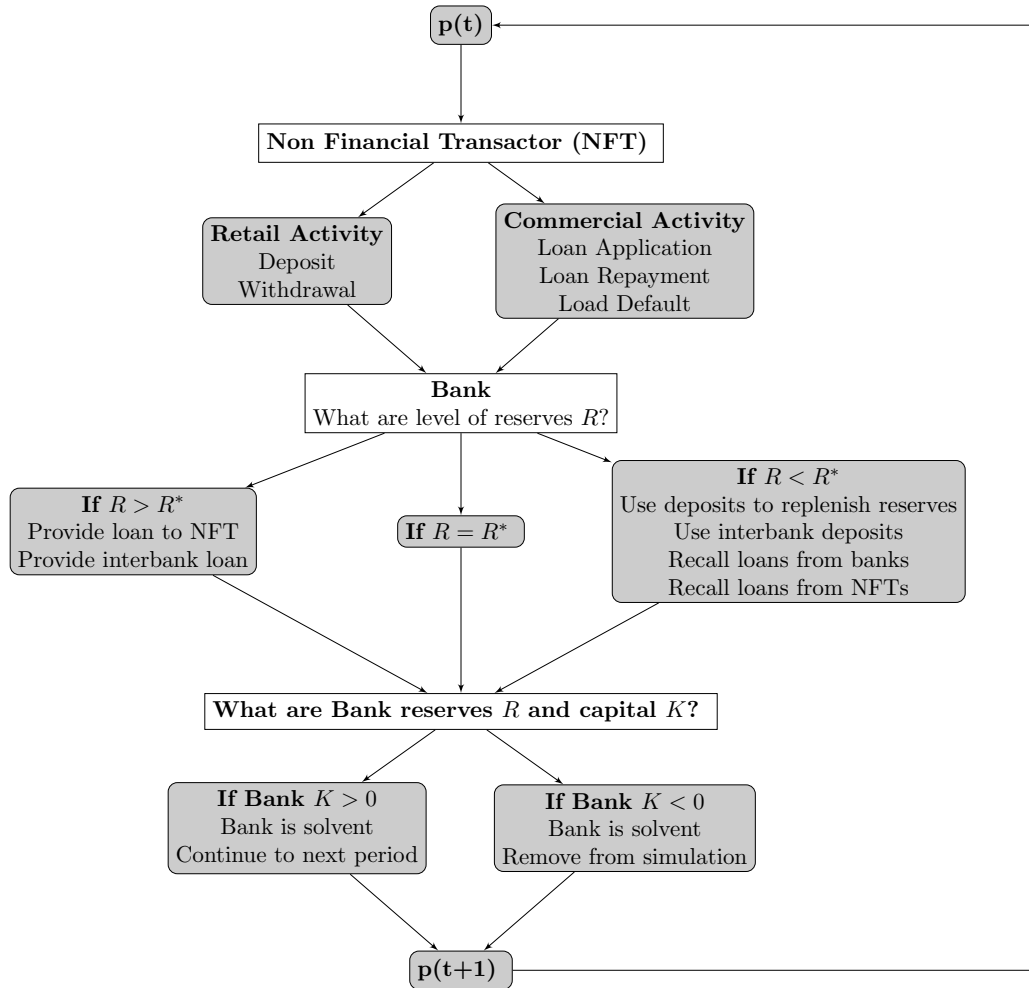 p(t)
Non Financial Transactor (NFT)
Retail Activity
Deposit
Withdrawal
Commercial Activity
Loan Application
Loan Repayment
Load Default
Bank
What are level of reserves R?
If R > R*
Provide loan to NFT
Provide interbank loan
If R = R*
If R < R*
Use deposits to replenish reserves
Use interbank deposits
Recall loans from banks
Recall loans from NFTs
What are Bank reserves R and capital K?
If Bank K > 0
Bank is solvent
Continue to next period
If Bank K < 0
Bank is solvent
Remove from simulation
p(t+1)